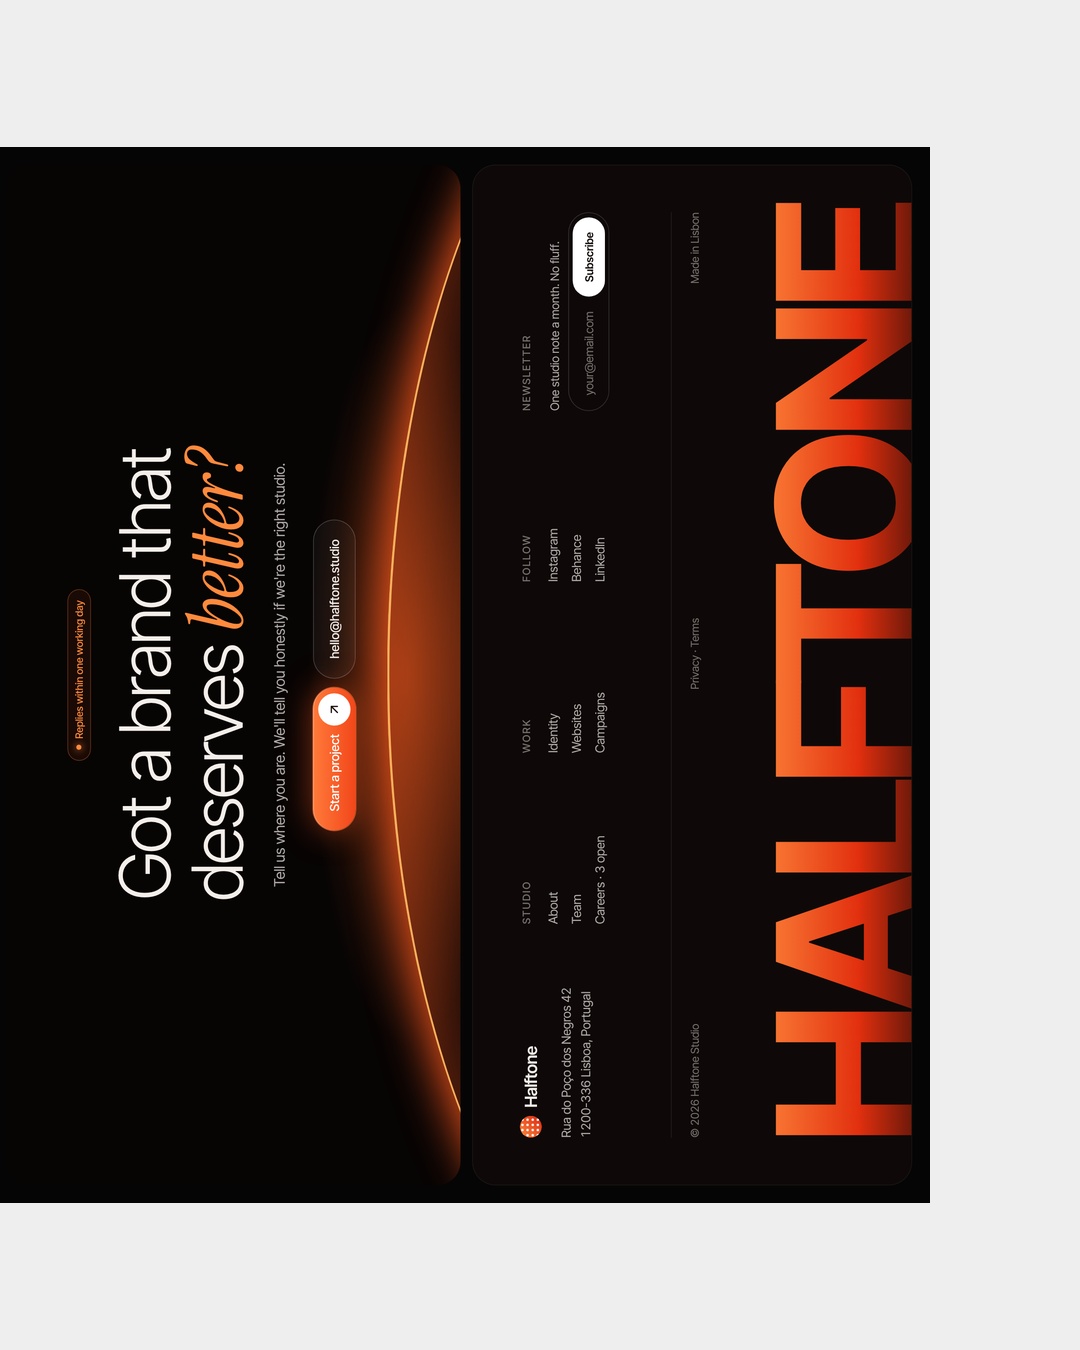 Replies within one working day
Got a brand that
deserves better?
Tell us where you are. We'll tell you honestly if we're the right studio.
Start a project
hello@halftone.studio
Halftone
Rua do Poço dos Negros 42
1200-336 Lisboa, Portugal
STUDIO
About
Team
Careers · 3 open
WORK
Identity
Websites
Campaigns
FOLLOW
Instagram
Behance
LinkedIn
NEWSLETTER
One studio note a month. No fluff.
your@email.com
Subscribe
© 2026 Halftone Studio
Privacy · Terms
Made in Lisbon
HALFTONE